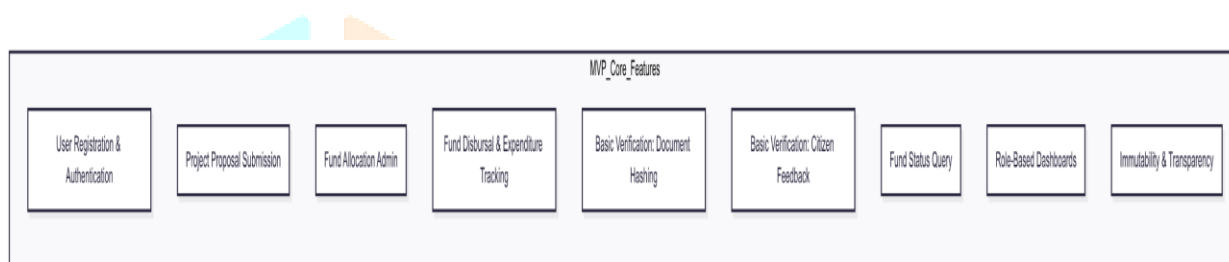 MVP_Core_Features
User Registration &
Authentication
Project Proposal Submission
Fund Allocation Admin
Fund Disbursal & Expenditure
Tracking
Basic Verification: Document
Hashing
Basic Verification: Citizen
Feedback
Fund Status Query
Role-Based Dashboards
Immutability & Transparency